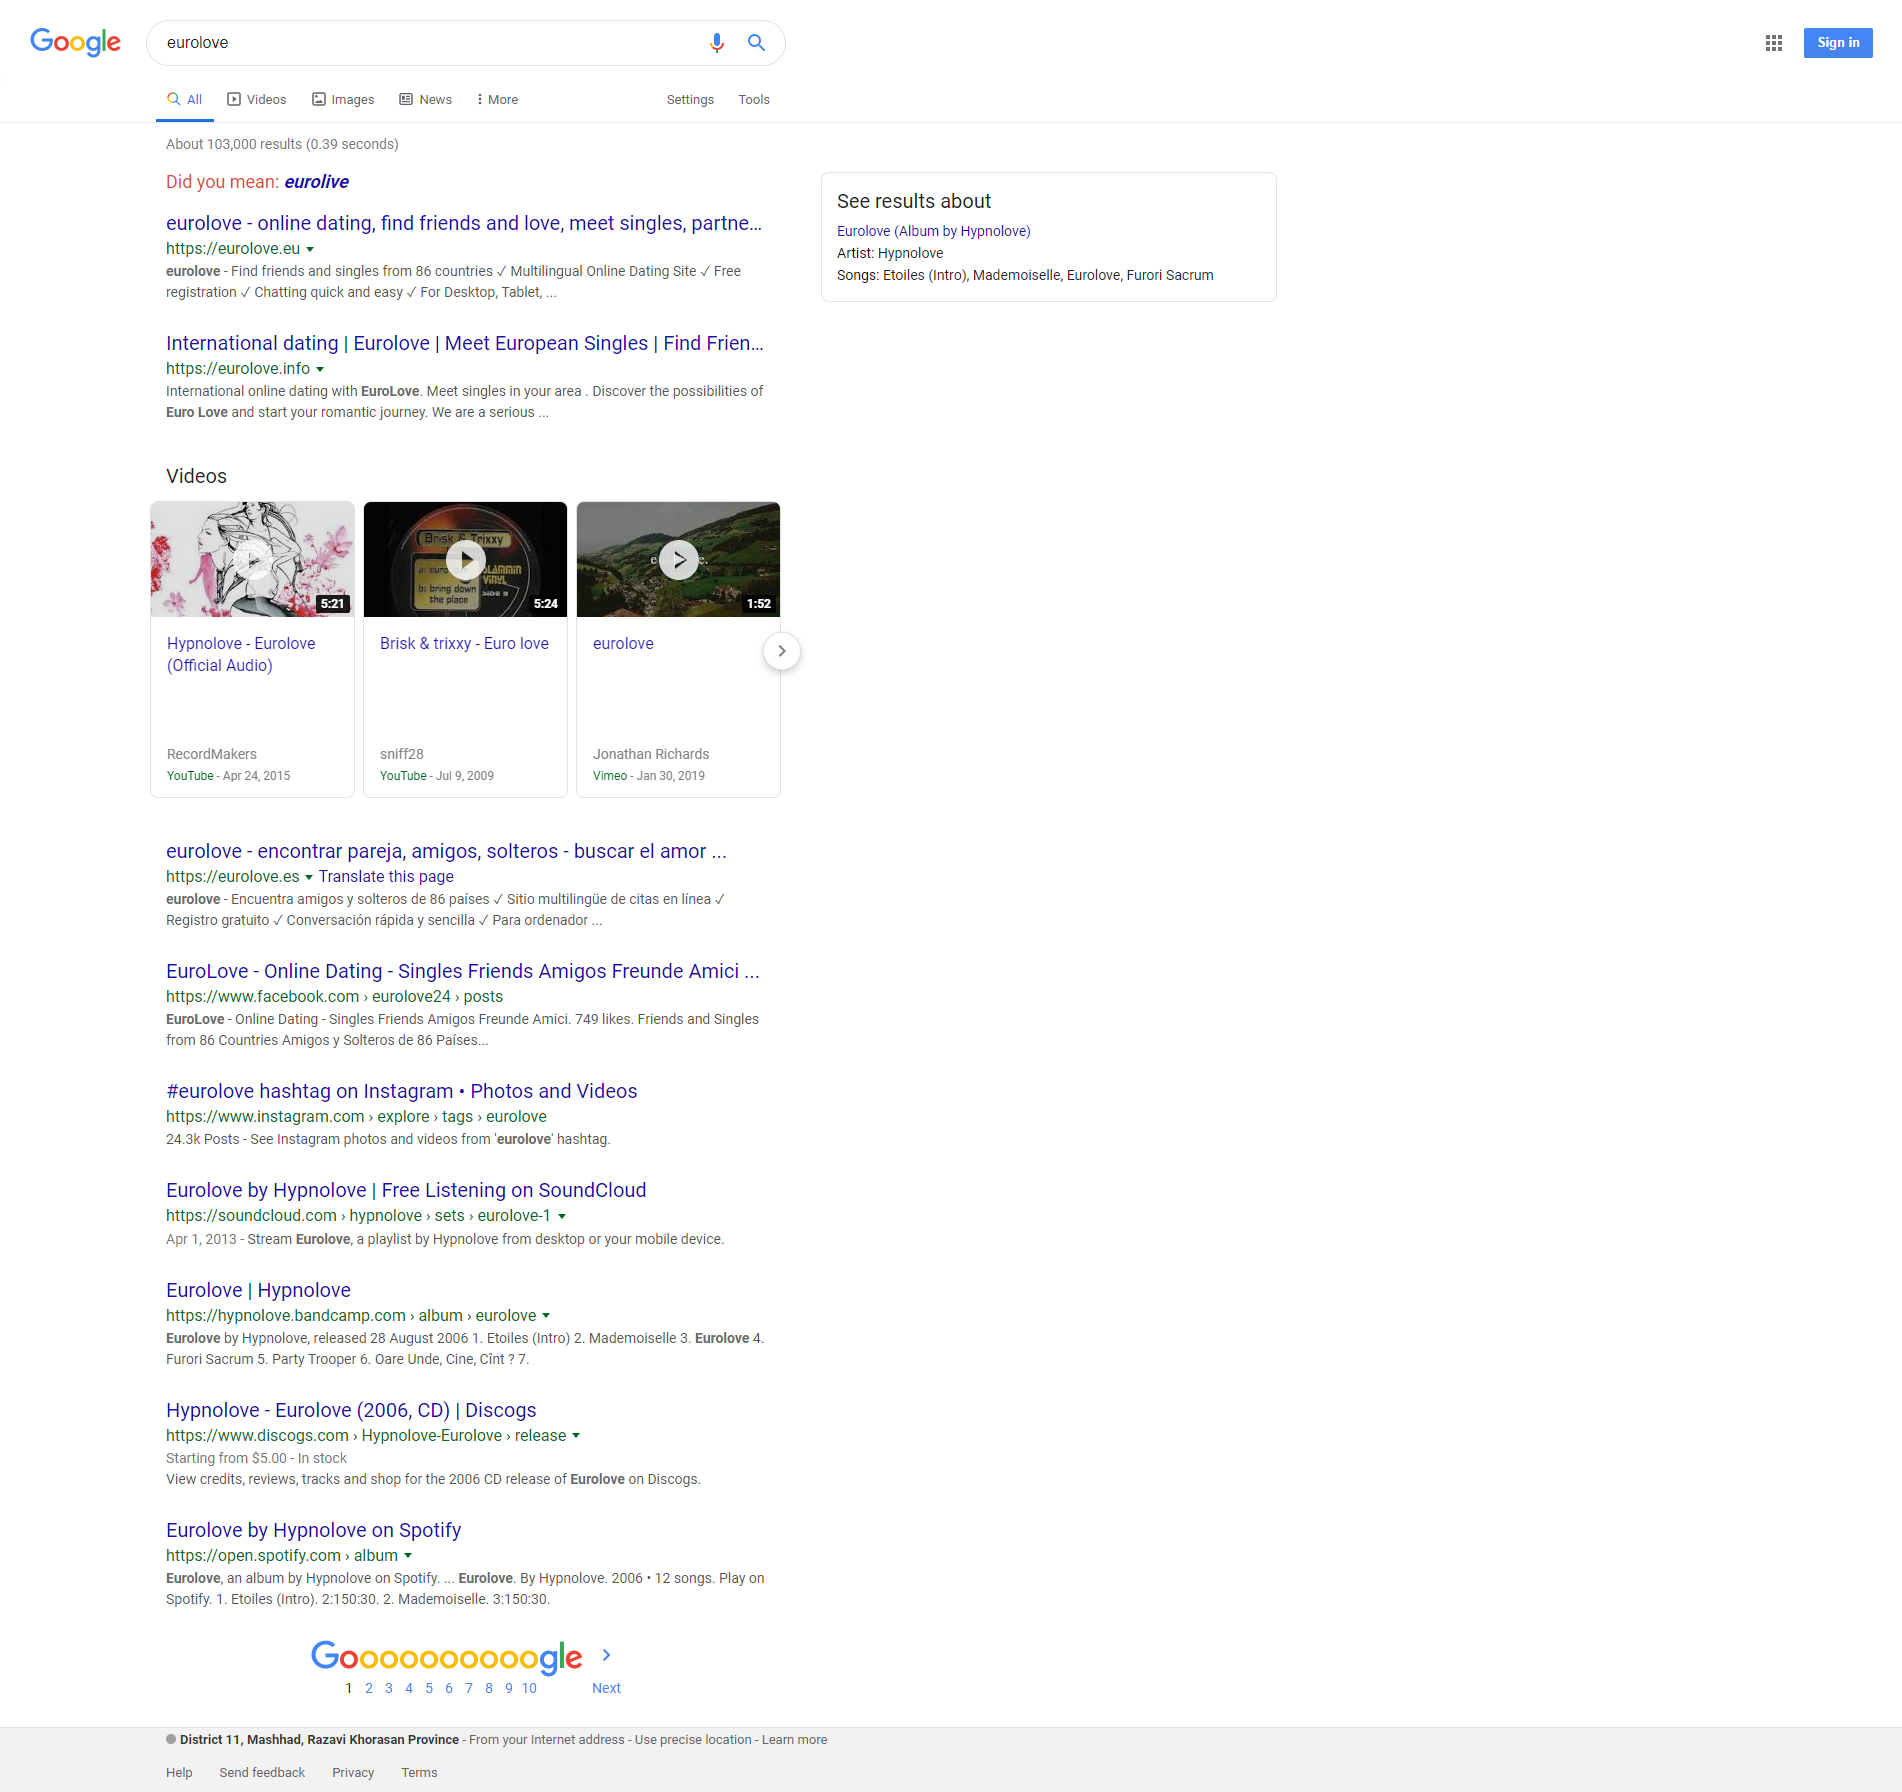 Google
eurolove
Sign in
All Videos Images News More Settings Tools
About 103,000 results (0.39 seconds)
Did you mean: eurolive
eurolove - online dating, find friends and love, meet singles, partne...
https://eurolove.eu
eurolove - Find friends and singles from 86 countries ✓ Multilingual Online Dating Site ✓ Free
registration ✓ Chatting quick and easy ✓ For Desktop, Tablet, ...
See results about
Eurolove (Album by Hypnolove)
Artist: Hypnolove
Songs: Etoiles (Intro), Mademoiselle, Eurolove, Furori Sacrum
International dating | Eurolove | Meet European Singles | Find Frien...
https://eurolove.info
International online dating with EuroLove. Meet singles in your area . Discover the possibilities of
Euro Love and start your romantic journey. We are a serious ...
Videos
5:21
Hypnolove - Eurolove
(Official Audio)
RecordMakers
YouTube - Apr 24, 2015
Brisk & Trixxy
SLAMMIN
VINYL
b: bring down
the place
SIDE B
5:24
Brisk & trixxy - Euro love
sniff28
YouTube - Jul 9, 2009
1:52
eurolove
Jonathan Richards
Vimeo - Jan 30, 2019
eurolove - encontrar pareja, amigos, solteros - buscar el amor ...
https://eurolove.es Translate this page
eurolove - Encuentra amigos y solteros de 86 países ✓ Sitio multilingüe de citas en línea ✓
Registro gratuito ✓ Conversación rápida y sencilla ✓ Para ordenador ...
EuroLove - Online Dating - Singles Friends Amigos Freunde Amici ...
https://www.facebook.com › eurolove24 › posts
EuroLove - Online Dating - Singles Friends Amigos Freunde Amici. 749 likes. Friends and Singles
from 86 Countries Amigos y Solteros de 86 Países...
#eurolove hashtag on Instagram • Photos and Videos
https://www.instagram.com › explore › tags › eurolove
24.3k Posts - See Instagram photos and videos from 'eurolove' hashtag.
Eurolove by Hypnolove | Free Listening on SoundCloud
https://soundcloud.com › hypnolove › sets › eurolove-1
Apr 1, 2013 - Stream Eurolove, a playlist by Hypnolove from desktop or your mobile device.
Eurolove | Hypnolove
https://hypnolove.bandcamp.com › album › eurolove
Eurolove by Hypnolove, released 28 August 2006 1. Etoiles (Intro) 2. Mademoiselle 3. Eurolove 4.
Furori Sacrum 5. Party Trooper 6. Oare Unde, Cine, Cînt ? 7.
Hypnolove - Eurolove (2006, CD) | Discogs
https://www.discogs.com › Hypnolove-Eurolove › release
Starting from $5.00 - In stock
View credits, reviews, tracks and shop for the 2006 CD release of Eurolove on Discogs.
Eurolove by Hypnolove on Spotify
https://open.spotify.com › album
Eurolove, an album by Hypnolove on Spotify. ... Eurolove. By Hypnolove. 2006 • 12 songs. Play on
Spotify. 1. Etoiles (Intro). 2:150:30. 2. Mademoiselle. 3:150:30.
Goooooooooogle
1 2 3 4 5 6 7 8 9 10 Next
District 11, Mashhad, Razavi Khorasan Province - From your Internet address - Use precise location - Learn more
Help Send feedback Privacy Terms